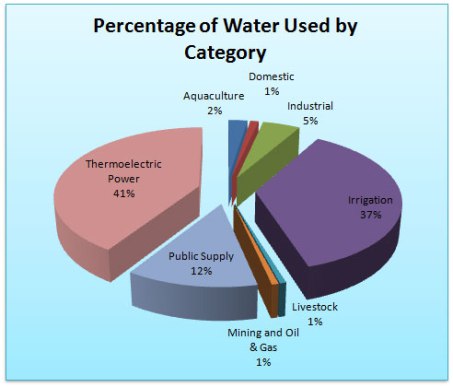 Percentage of Water Used by
Category
Domestic
1%
Aquaculture
2%
Industrial
5%
Thermoelectric
Power
41%
Irrigation
37%
Public Supply
12%
Livestock
1%
Mining and Oil
& Gas
1%